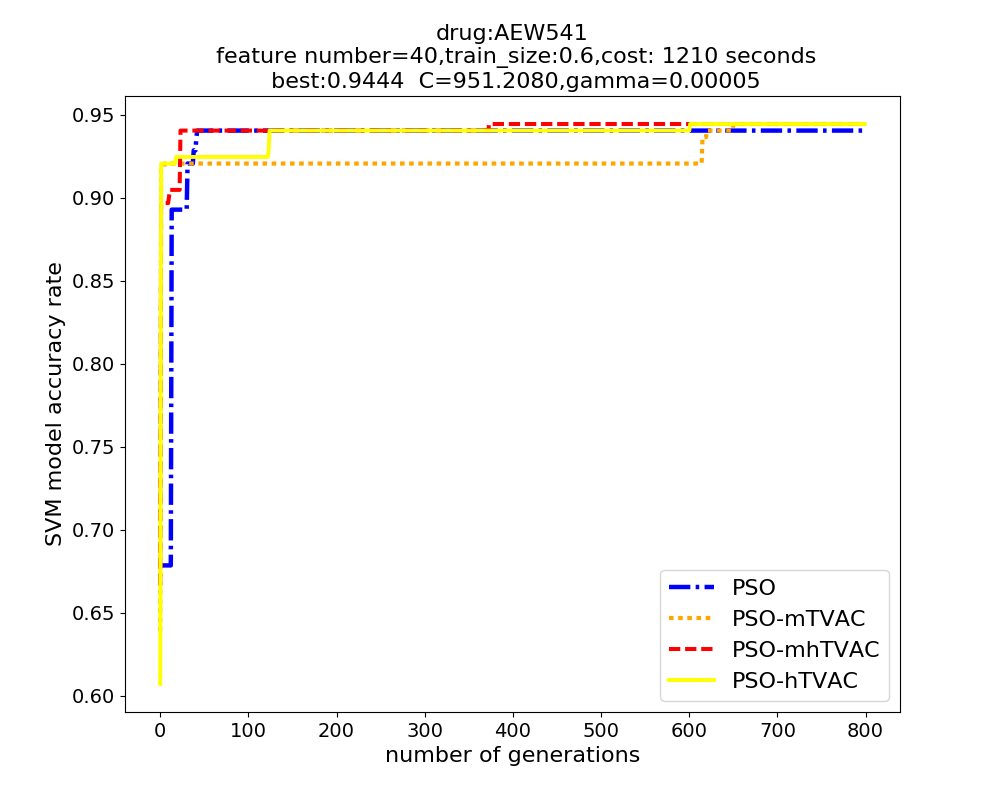 drug:AEW541
feature number=40,train_size:0.6,cost: 1210 seconds
best:0.9444  C=951.2080,gamma=0.00005
SVM model accuracy rate
0.95
0.90
0.85
0.80
0.75
0.70
0.65
0.60
PSO
PSO-mTVAC
PSO-mhTVAC
PSO-hTVAC
0 100 200 300 400 500 600 700 800
number of generations